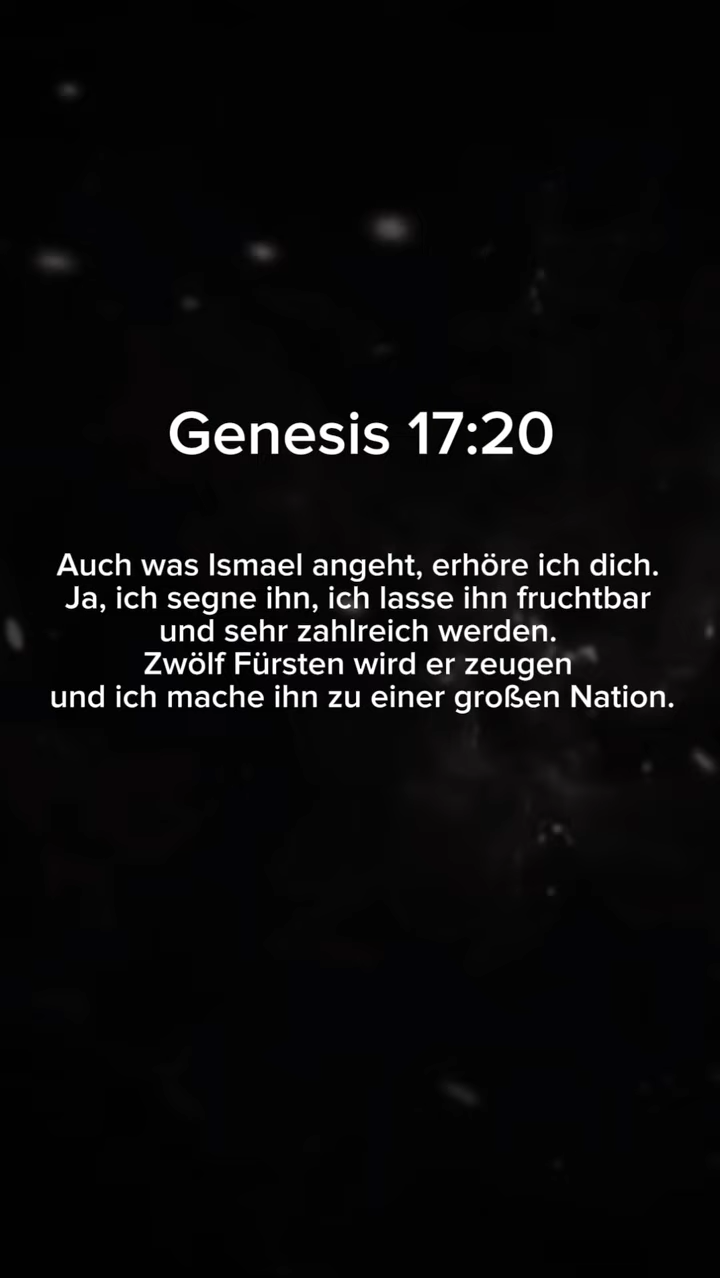 Genesis 17:20
Auch was Ismael angeht, erhöre ich dich.
Ja, ich segne ihn, ich lasse ihn fruchtbar
und sehr zahlreich werden.
Zwölf Fürsten wird er zeugen
und ich mache ihn zu einer großen Nation.